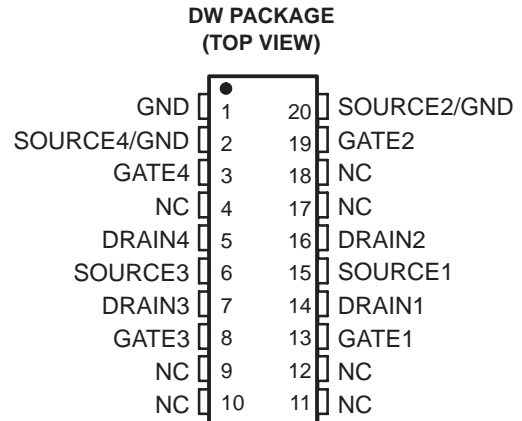 DW PACKAGE
(TOP VIEW)
GND 1 20 SOURCE2/GND
SOURCE4/GND 2 19 GATE2
GATE4 3 18 NC
NC 4 17 NC
DRAIN4 5 16 DRAIN2
SOURCE3 6 15 SOURCE1
DRAIN3 7 14 DRAIN1
GATE3 8 13 GATE1
NC 9 12 NC
NC 10 11 NC